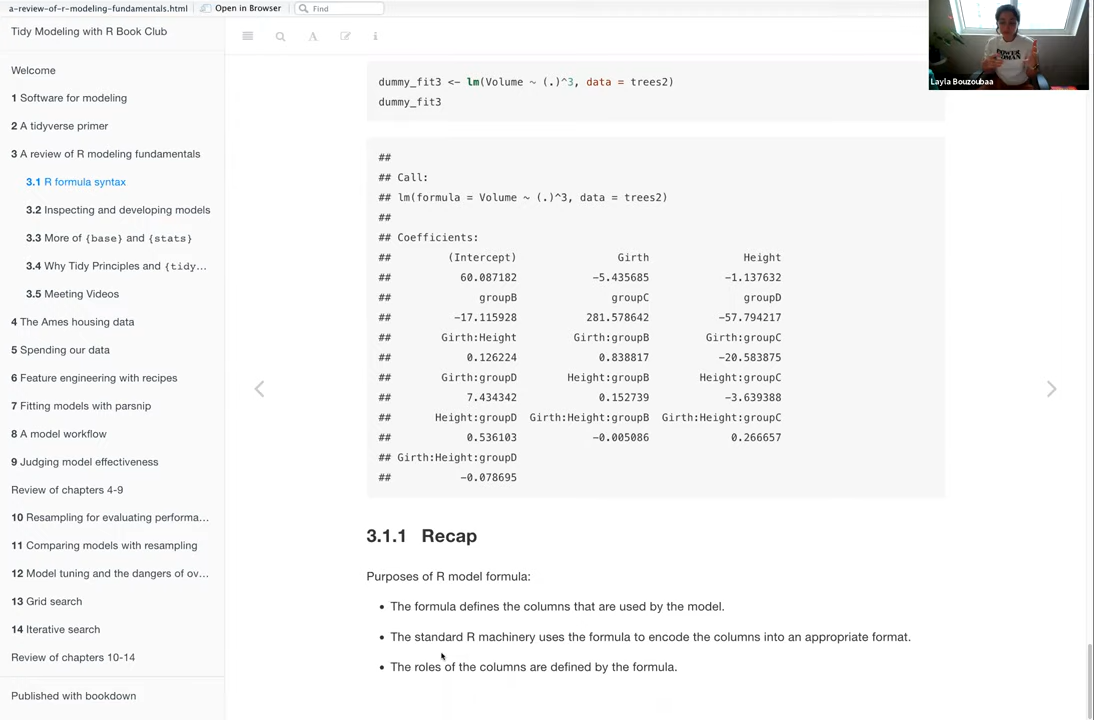 a-review-of-r-modeling-fundamentals.html
Open in Browser
Find
Tidy Modeling with R Book Club
Welcome
1 Software for modeling
2 A tidyverse primer
3 A review of R modeling fundamentals
3.1 R formula syntax
3.2 Inspecting and developing models
3.3 More of {base} and {stats}
3.4 Why Tidy Principles and {tidy…
3.5 Meeting Videos
4 The Ames housing data
5 Spending our data
6 Feature engineering with recipes
7 Fitting models with parsnip
8 A model workflow
9 Judging model effectiveness
Review of chapters 4-9
10 Resampling for evaluating performa…
11 Comparing models with resampling
12 Model tuning and the dangers of ov…
13 Grid search
14 Iterative search
Review of chapters 10-14
Published with bookdown
A
i
dummy_fit3 <- lm(Volume ~ (.)^3, data = trees2)
dummy_fit3
##
## Call:
## lm(formula = Volume ~ (.)^3, data = trees2)
##
## Coefficients:
## (Intercept) Girth Height
## 60.087182 -5.435685 -1.137632
## groupB groupC groupD
## -17.115928 281.578642 -57.794217
## Girth:Height Girth:groupB Girth:groupC
## 0.126224 0.838817 -20.583875
## Girth:groupD Height:groupB Height:groupC
## 7.434342 0.152739 -3.639388
## Height:groupD Girth:Height:groupB Girth:Height:groupC
## 0.536103 -0.005086 0.266657
## Girth:Height:groupD
## -0.078695
3.1.1 Recap
Purposes of R model formula:
• The formula defines the columns that are used by the model.
• The standard R machinery uses the formula to encode the columns into an appropriate format.
• The roles of the columns are defined by the formula.
Layla Bouzoubaa